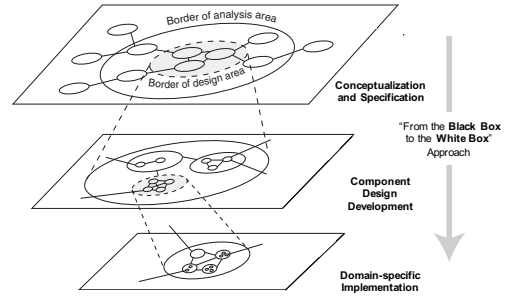 Border of analysis area
Border of design area
Conceptualization
and Specification
“From the Black Box
to the White Box”
Approach
Component
Design
Development
Domain-specific
Implementation